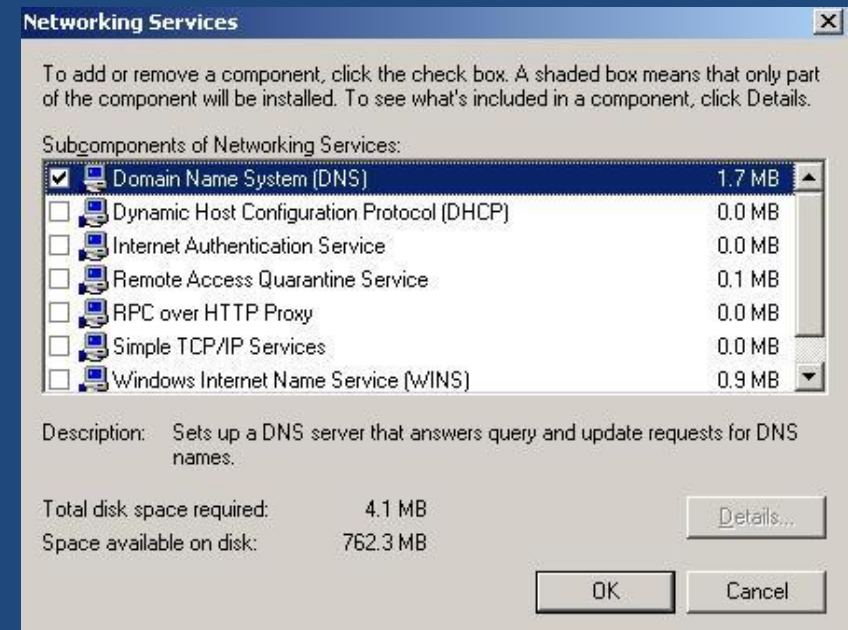 Networking Services
To add or remove a component, click the check box. A shaded box means that only part
of the component will be installed. To see what's included in a component, click Details.
Subcomponents of Networking Services:
Domain Name System (DNS) 1.7 MB
Dynamic Host Configuration Protocol (DHCP) 0.0 MB
Internet Authentication Service 0.0 MB
Remote Access Quarantine Service 0.1 MB
RPC over HTTP Proxy 0.0 MB
Simple TCP/IP Services 0.0 MB
Windows Internet Name Service (WINS) 0.9 MB
Description: Sets up a DNS server that answers query and update requests for DNS
names.
Total disk space required: 4.1 MB
Details...
Space available on disk: 762.3 MB
OK Cancel